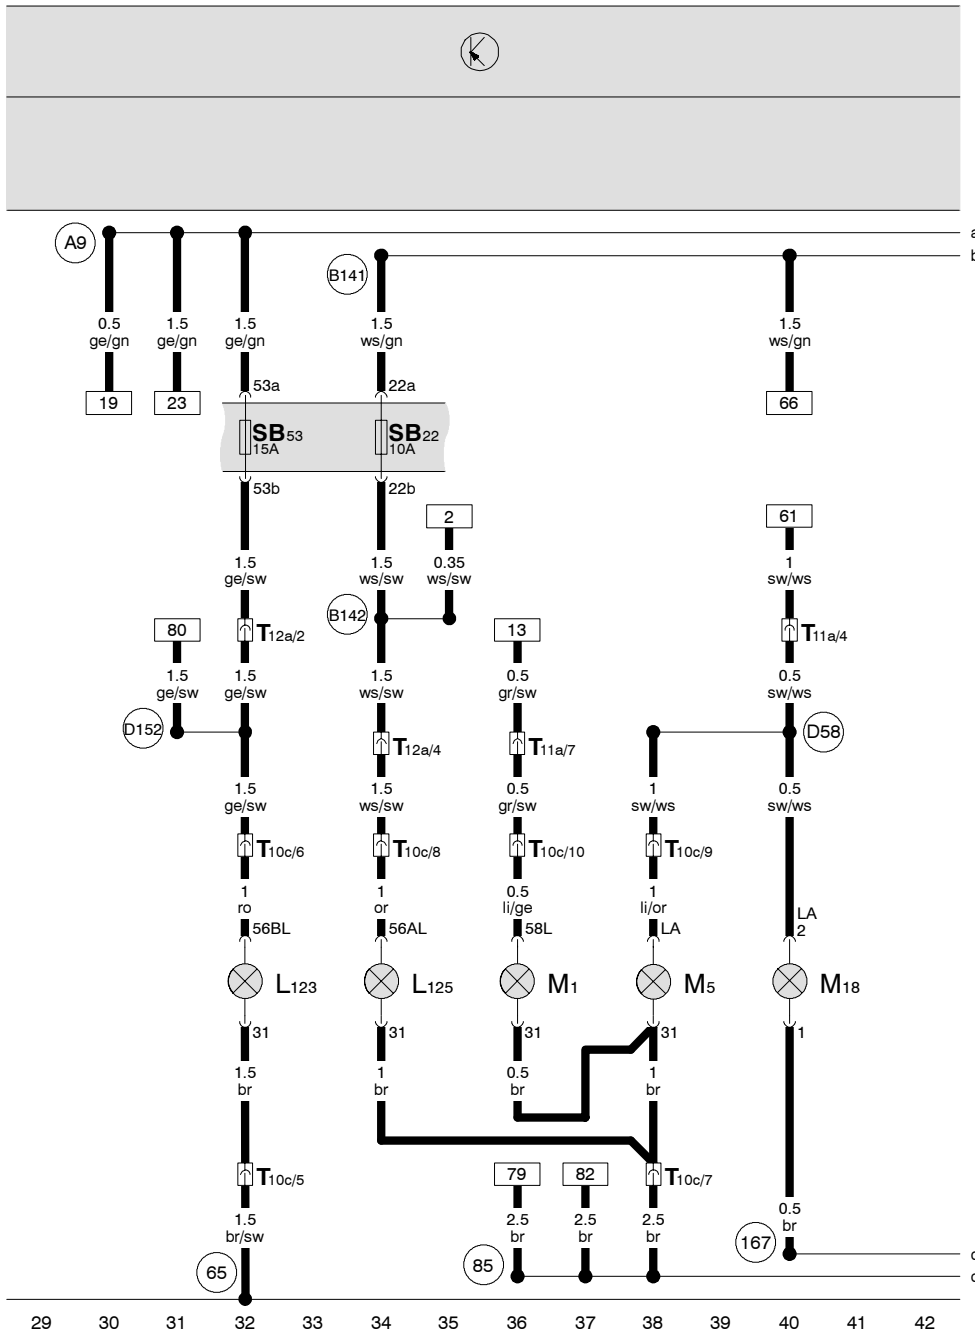 a
A9
b
B141
0.5 1.5 1.5 1.5 1.5
ge/gn ge/gn ge/gn ws/gn ws/gn
53a 22a
19 23 66
SB53 SB22
15A 10A
53b 22b
2 61
1.5 1.5 0.35 1
ge/sw ws/sw ws/sw sw/ws
B142
80 T12a/2 13 T11a/4
1.5 1.5 1.5 0.5 0.5
ge/sw ge/sw ws/sw gr/sw sw/ws
D152 D58
T12a/4 T11a/7
1.5 1.5 0.5 1 0.5
ge/sw ws/sw gr/sw sw/ws sw/ws
T10c/6 T10c/8 T10c/10 T10c/9
1 1 0.5 1
ro or li/ge li/or
LA
56BL 56AL 58L LA 2
L123 L125 M1 M5 M18
31 31 31 31 1
1.5 1 0.5 1
br br br br
T10c/5 79 82 T10c/7
1.5 2.5 2.5 2.5 0.5
br/sw br br br br
167
65 85
29 30 31 32 33 34 35 36 37 38 39 40 41 42